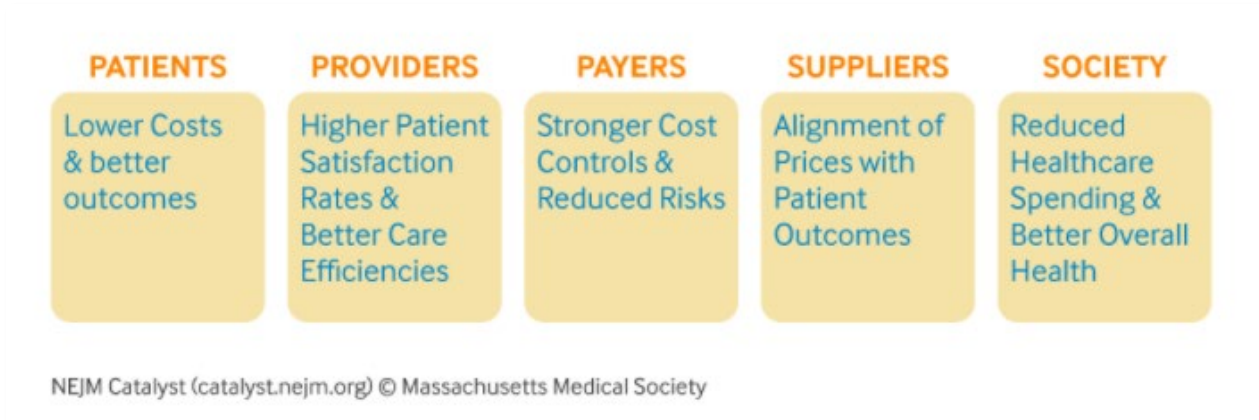 PATIENTS
Lower Costs
& better
outcomes
PROVIDERS
Higher Patient
Satisfaction
Rates &
Better Care
Efficiencies
PAYERS
Stronger Cost
Controls &
Reduced Risks
SUPPLIERS
Alignment of
Prices with
Patient
Outcomes
SOCIETY
Reduced
Healthcare
Spending &
Better Overall
Health
NEJM Catalyst (catalyst.nejm.org) © Massachusetts Medical Society